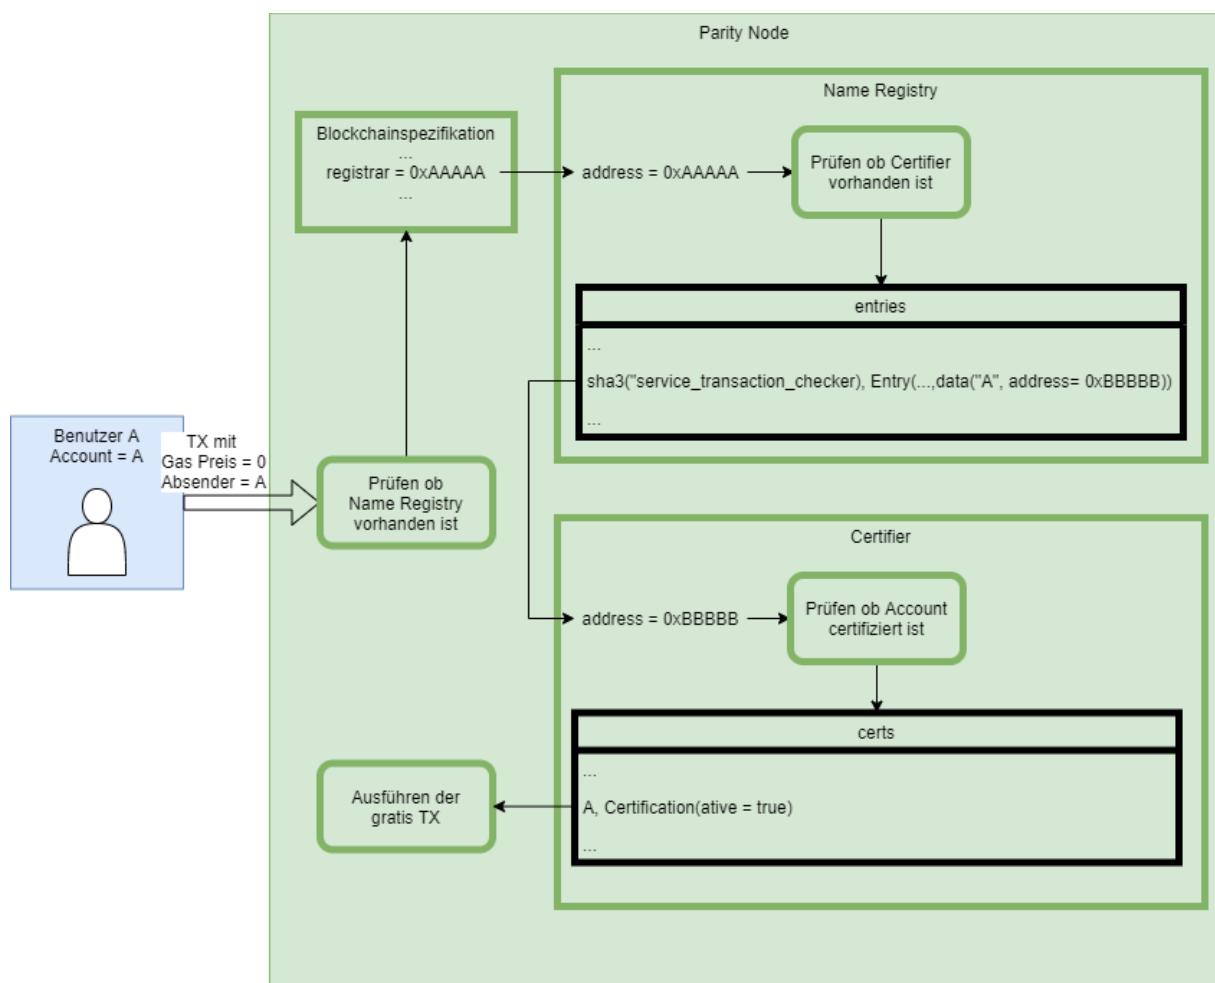 Parity Node
Name Registry
Blockchainspezifikation
...
registrar = 0xAAAAA
...
address = 0xAAAAA
Prüfen ob Certifier
vorhanden ist
entries
...
sha3("service_transaction_checker), Entry(...,data("A", address= 0xBBBBB))
...
Benutzer A
Account = A
TX mit
Gas Preis = 0
Absender = A
Prüfen ob
Name Registry
vorhanden ist
Certifier
address = 0xBBBBB
Prüfen ob Account
certifiziert ist
certs
...
A, Certification(ative = true)
...
Ausführen der
gratis TX